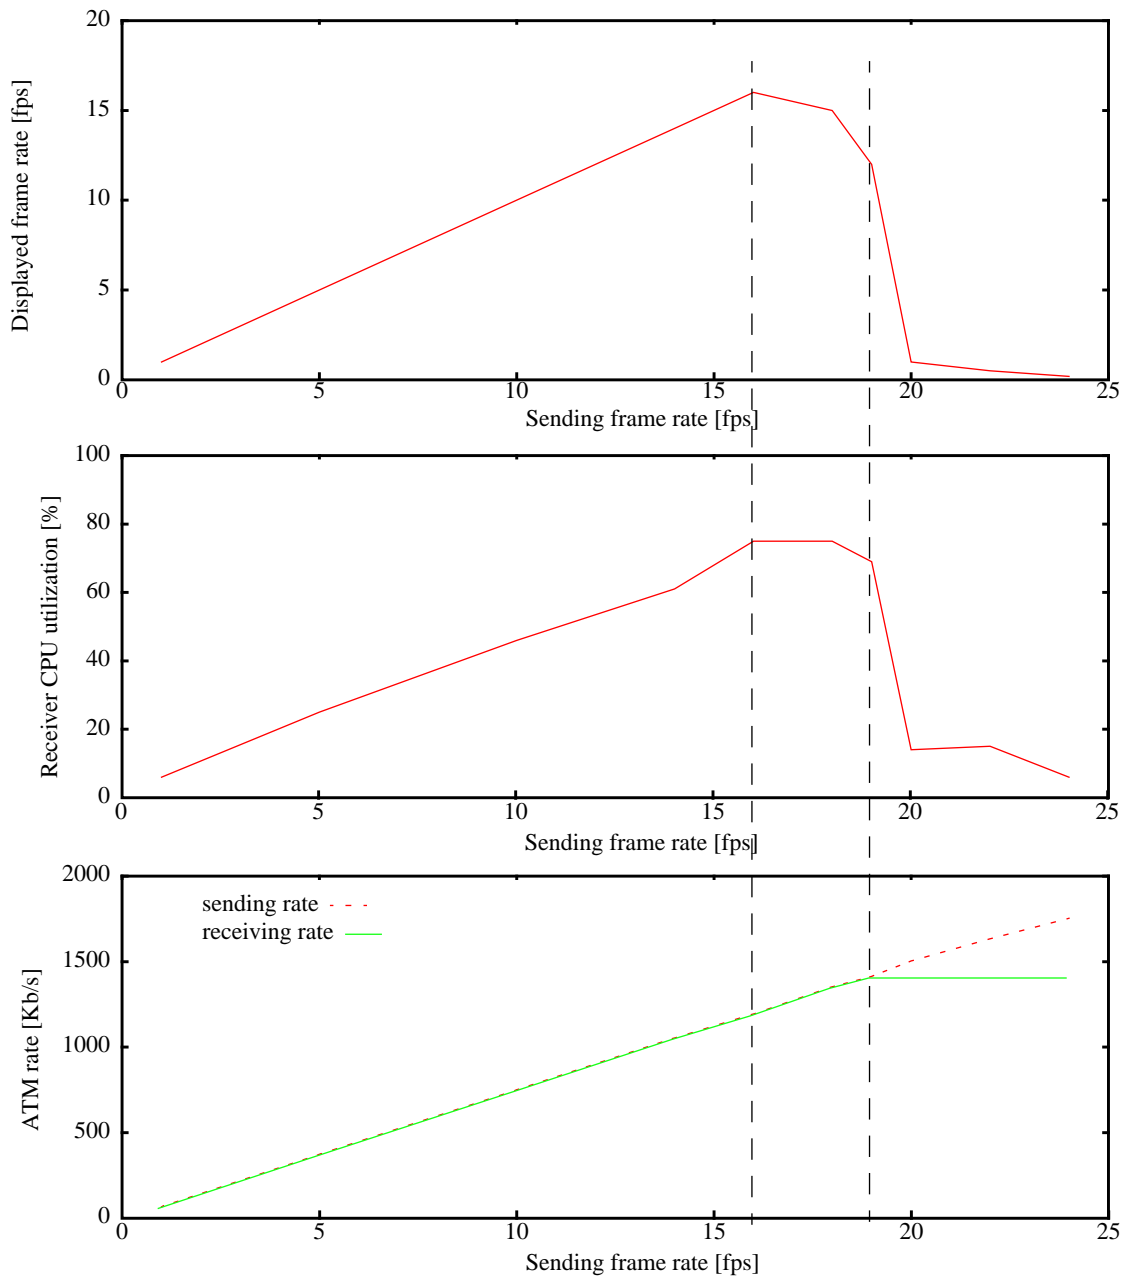 20
15
10
5
0
Displayed frame rate [fps]
0 5 10 15 20 25
Sending frame rate [fps]
100
80
60
40
20
0
Receiver CPU utilization [%]
0 5 10 15 20 25
Sending frame rate [fps]
2000
1500
1000
500
0
ATM rate [Kb/s]
sending rate
receiving rate
0 5 10 15 20 25
Sending frame rate [fps]